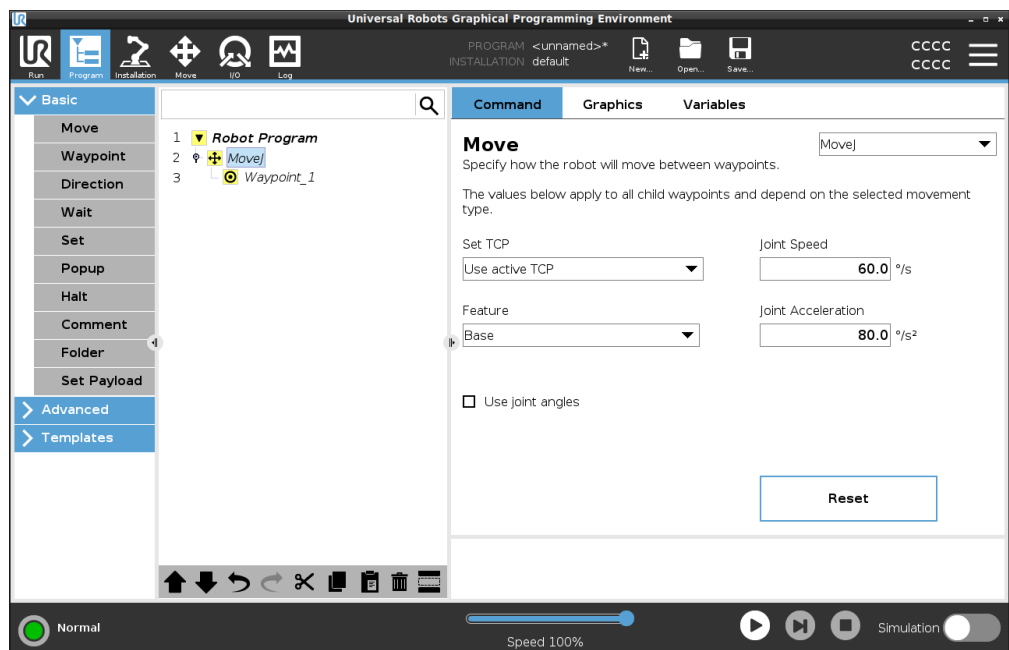 UR
Universal Robots Graphical Programming Environment
UR
Run
Program
Installation
Move
I/O
Log
PROGRAM <unnamed>*
INSTALLATION default
New...
Open...
Save...
CCCC
CCCC
Basic
Move
Waypoint
Direction
Wait
Set
Popup
Halt
Comment
Folder
Set Payload
Advanced
Templates
1 Robot Program
2 MoveJ
3 Waypoint_1
Command Graphics Variables
Move
MoveJ
Specify how the robot will move between waypoints.
The values below apply to all child waypoints and depend on the selected movement
type.
Set TCP
Use active TCP
Joint Speed
60.0 °/s
Feature
Base
Joint Acceleration
80.0 °/s²
Use joint angles
Reset
Normal
Speed 100%
Simulation